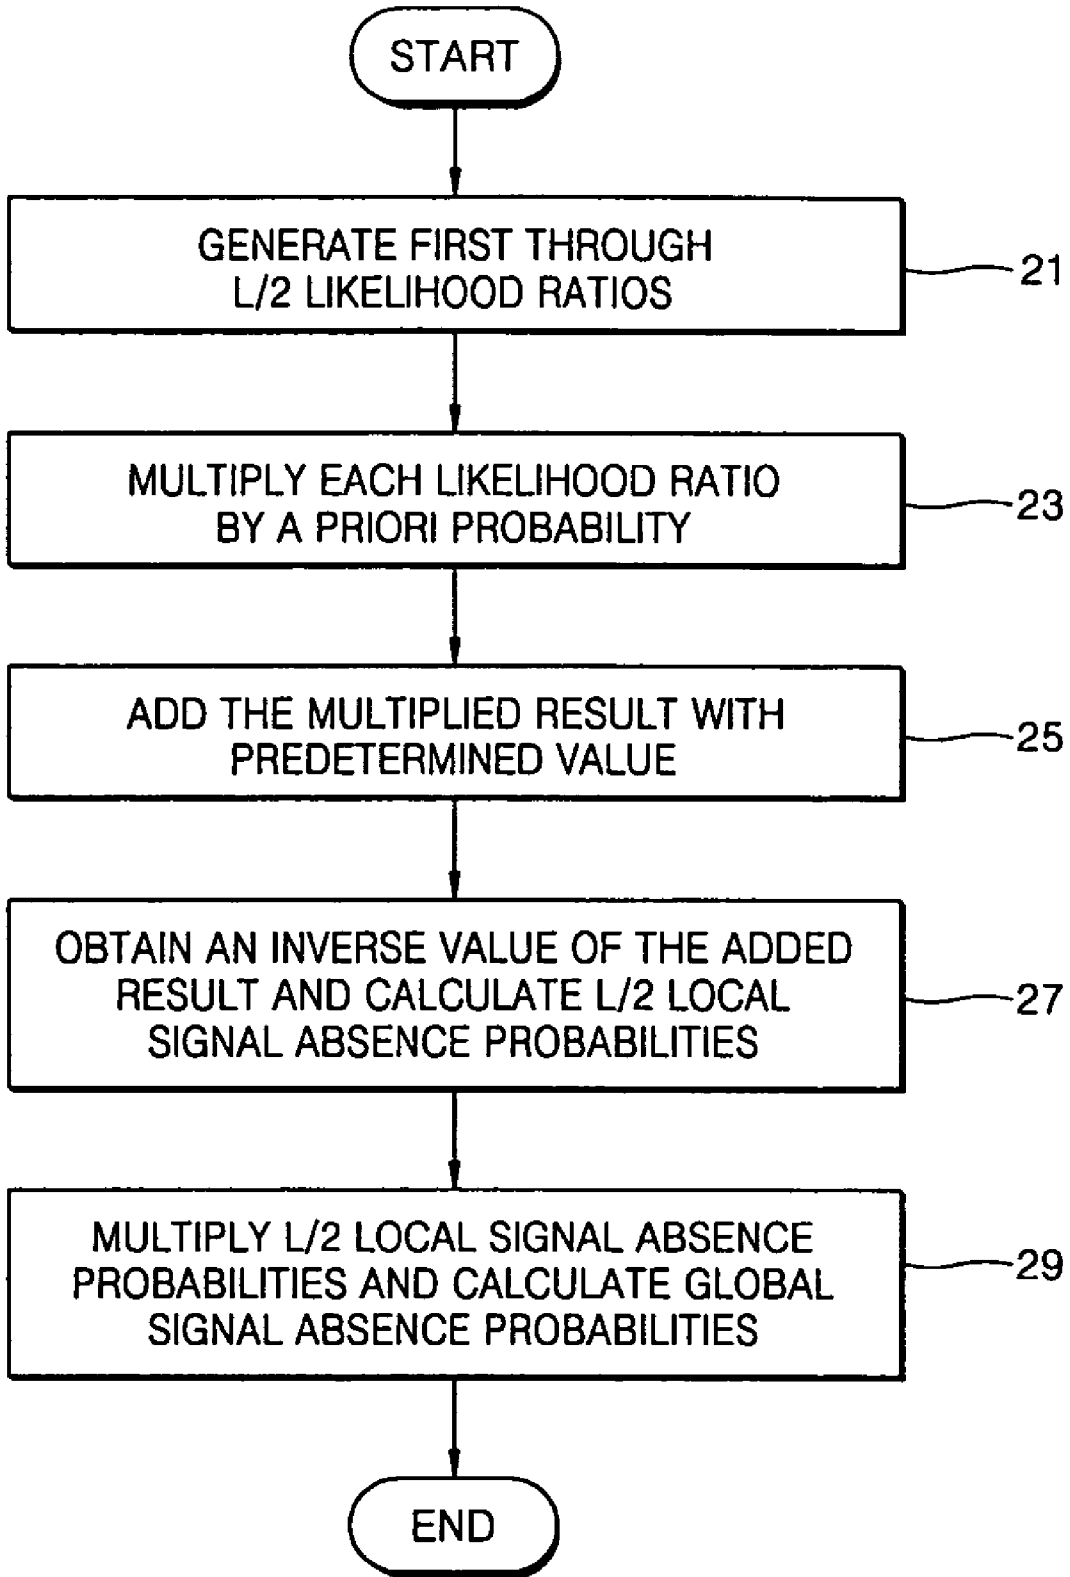 START
GENERATE FIRST THROUGH
L/2 LIKELIHOOD RATIOS
21
MULTIPLY EACH LIKELIHOOD RATIO
BY A PRIORI PROBABILITY
23
ADD THE MULTIPLIED RESULT WITH
PREDETERMINED VALUE
25
OBTAIN AN INVERSE VALUE OF THE ADDED
RESULT AND CALCULATE L/2 LOCAL
SIGNAL ABSENCE PROBABILITIES
27
MULTIPLY L/2 LOCAL SIGNAL ABSENCE
PROBABILITIES AND CALCULATE GLOBAL
SIGNAL ABSENCE PROBABILITIES
29
END